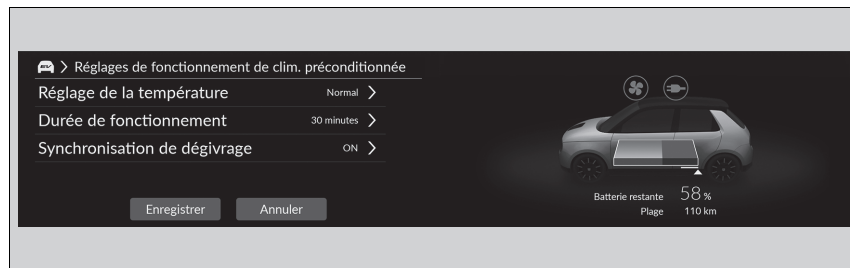 EV > Réglages de fonctionnement de clim. préconditionnée
Réglage de la température Normal >
Durée de fonctionnement 30 minutes >
Synchronisation de dégivrage ON >
Enregistrer Annuler
Batterie restante 58 %
Plage 110 km